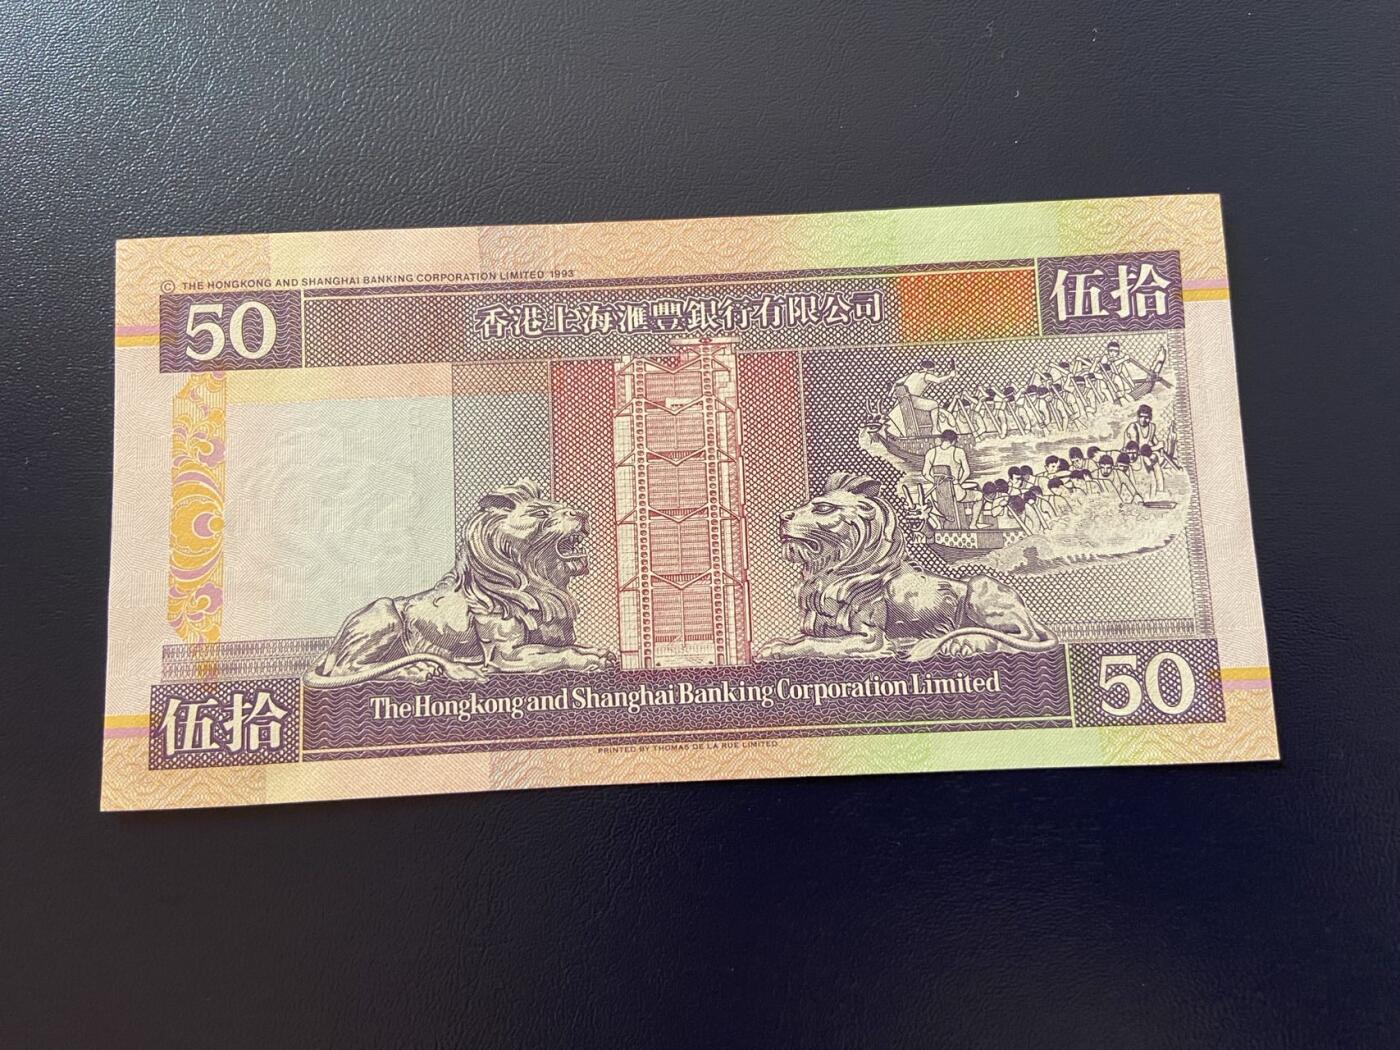 © THE HONGKONG AND SHANGHAI BANKING CORPORATION LIMITED 1993
50
香港上海滙豐銀行有限公司
伍拾
伍拾
The Hongkong and Shanghai Banking Corporation Limited
50
PRINTED BY THOMAS DE LA RUE LIMITED